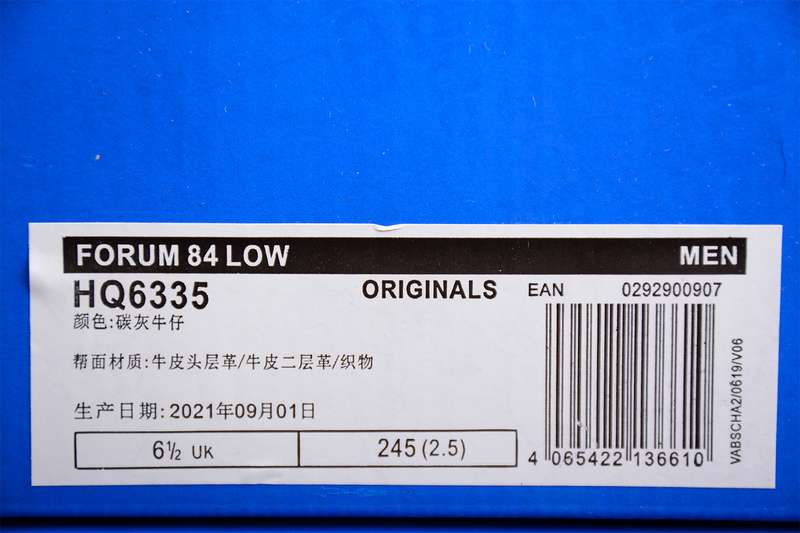 FORUM 84 LOW MEN
HQ6335 ORIGINALS EAN 0292900907
颜色:碳灰牛仔
帮面材质:牛皮头层革/牛皮二层革/织物
生产日期:2021年09月01日
6½ UK 245(2.5)
4 065422 136610
VABSCHA2/0619/V06